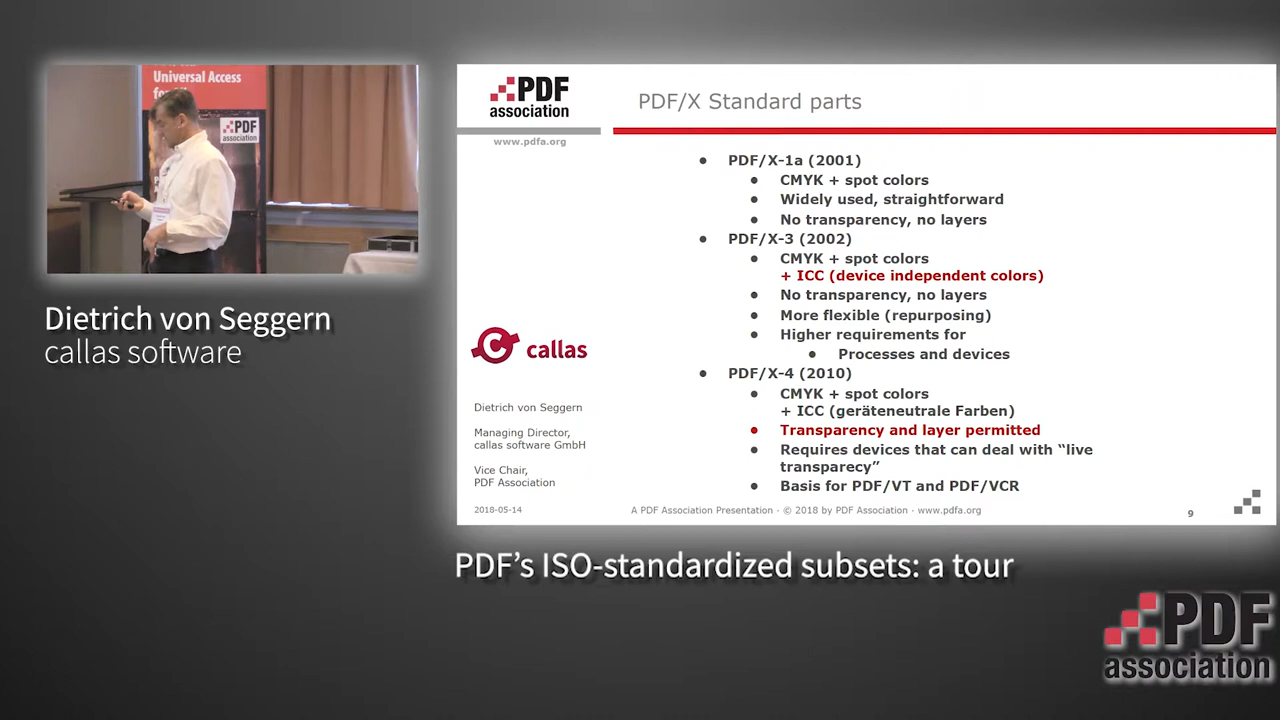 Universal Access
PDF
association
Dietrich von Seggern
callas software
PDF
association
www.pdfa.org
callas
Dietrich von Seggern
Managing Director,
callas software GmbH
Vice Chair,
PDF Association
2018-05-14
PDF/X Standard parts
● PDF/X-1a (2001)
● CMYK + spot colors
● Widely used, straightforward
● No transparency, no layers
● PDF/X-3 (2002)
● CMYK + spot colors
+ ICC (device independent colors)
● No transparency, no layers
● More flexible (repurposing)
● Higher requirements for
● Processes and devices
● PDF/X-4 (2010)
● CMYK + spot colors
+ ICC (geräteneutrale Farben)
● Transparency and layer permitted
● Requires devices that can deal with “live
transparecy”
● Basis for PDF/VT and PDF/VCR
A PDF Association Presentation · © 2018 by PDF Association · www.pdfa.org
9
PDF’s ISO-standardized subsets: a tour
PDF
association